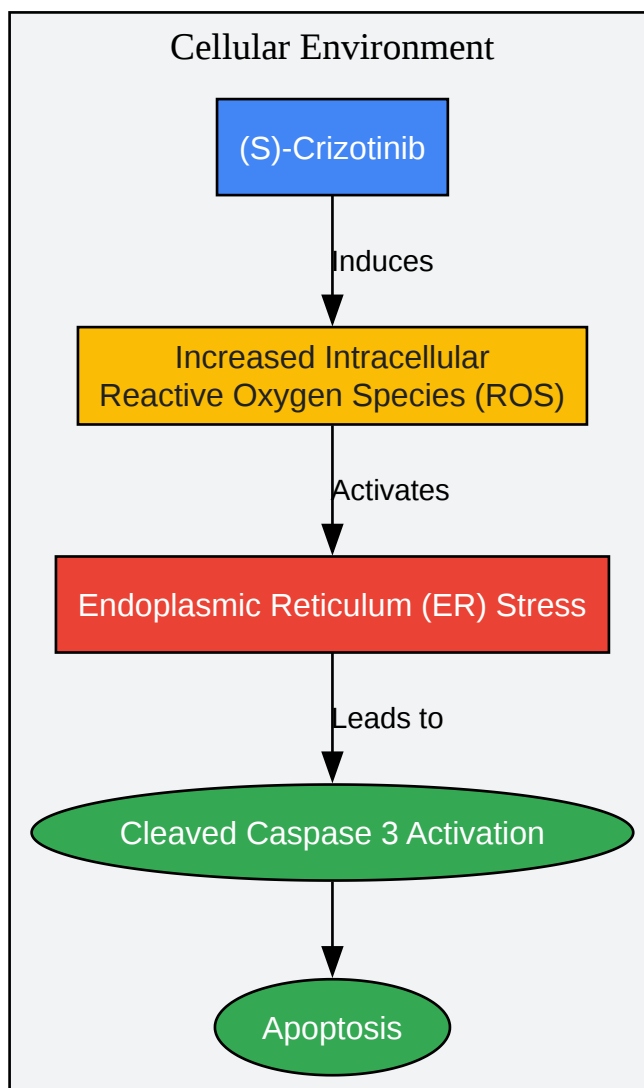 Cellular Environment
(S)-Crizotinib
Induces
Increased Intracellular
Reactive Oxygen Species (ROS)
Activates
Endoplasmic Reticulum (ER) Stress
Leads to
Cleaved Caspase 3 Activation
Apoptosis